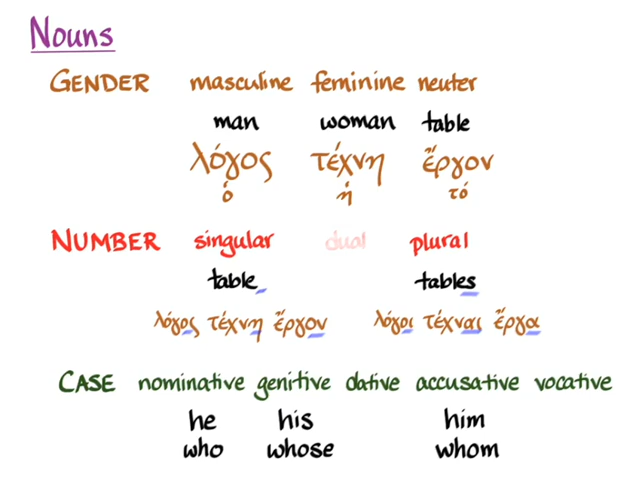 Nouns
GENDER masculine feminine neuter
man woman table
λόγος τέχνη ἔργον
ὁ ἡ τό
NUMBER singular dual plural
table tables
λόγος τέχνη ἔργον λόγοι τέχναι ἔργα
CASE nominative genitive dative accusative vocative
he his him
who whose whom